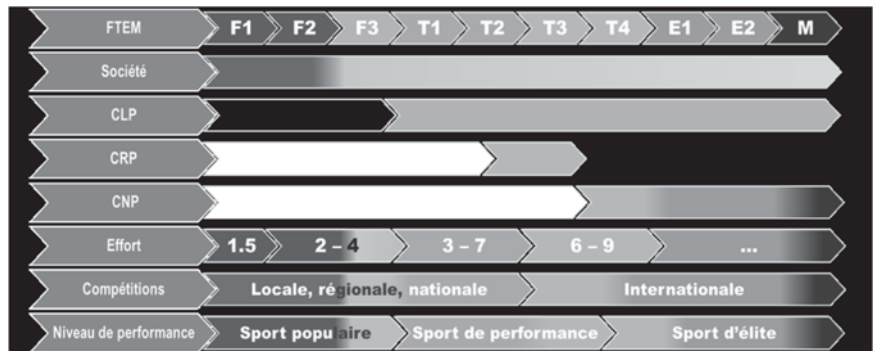 FTEM F1 F2 F3 T1 T2 T3 T4 E1 E2 M
Société
CLP
CRP
CNP
Effort 1.5 2 – 4 3 – 7 6 – 9 ...
Compétitions Locale, régionale, nationale Internationale
Niveau de performance Sport populaire Sport de performance Sport d'élite